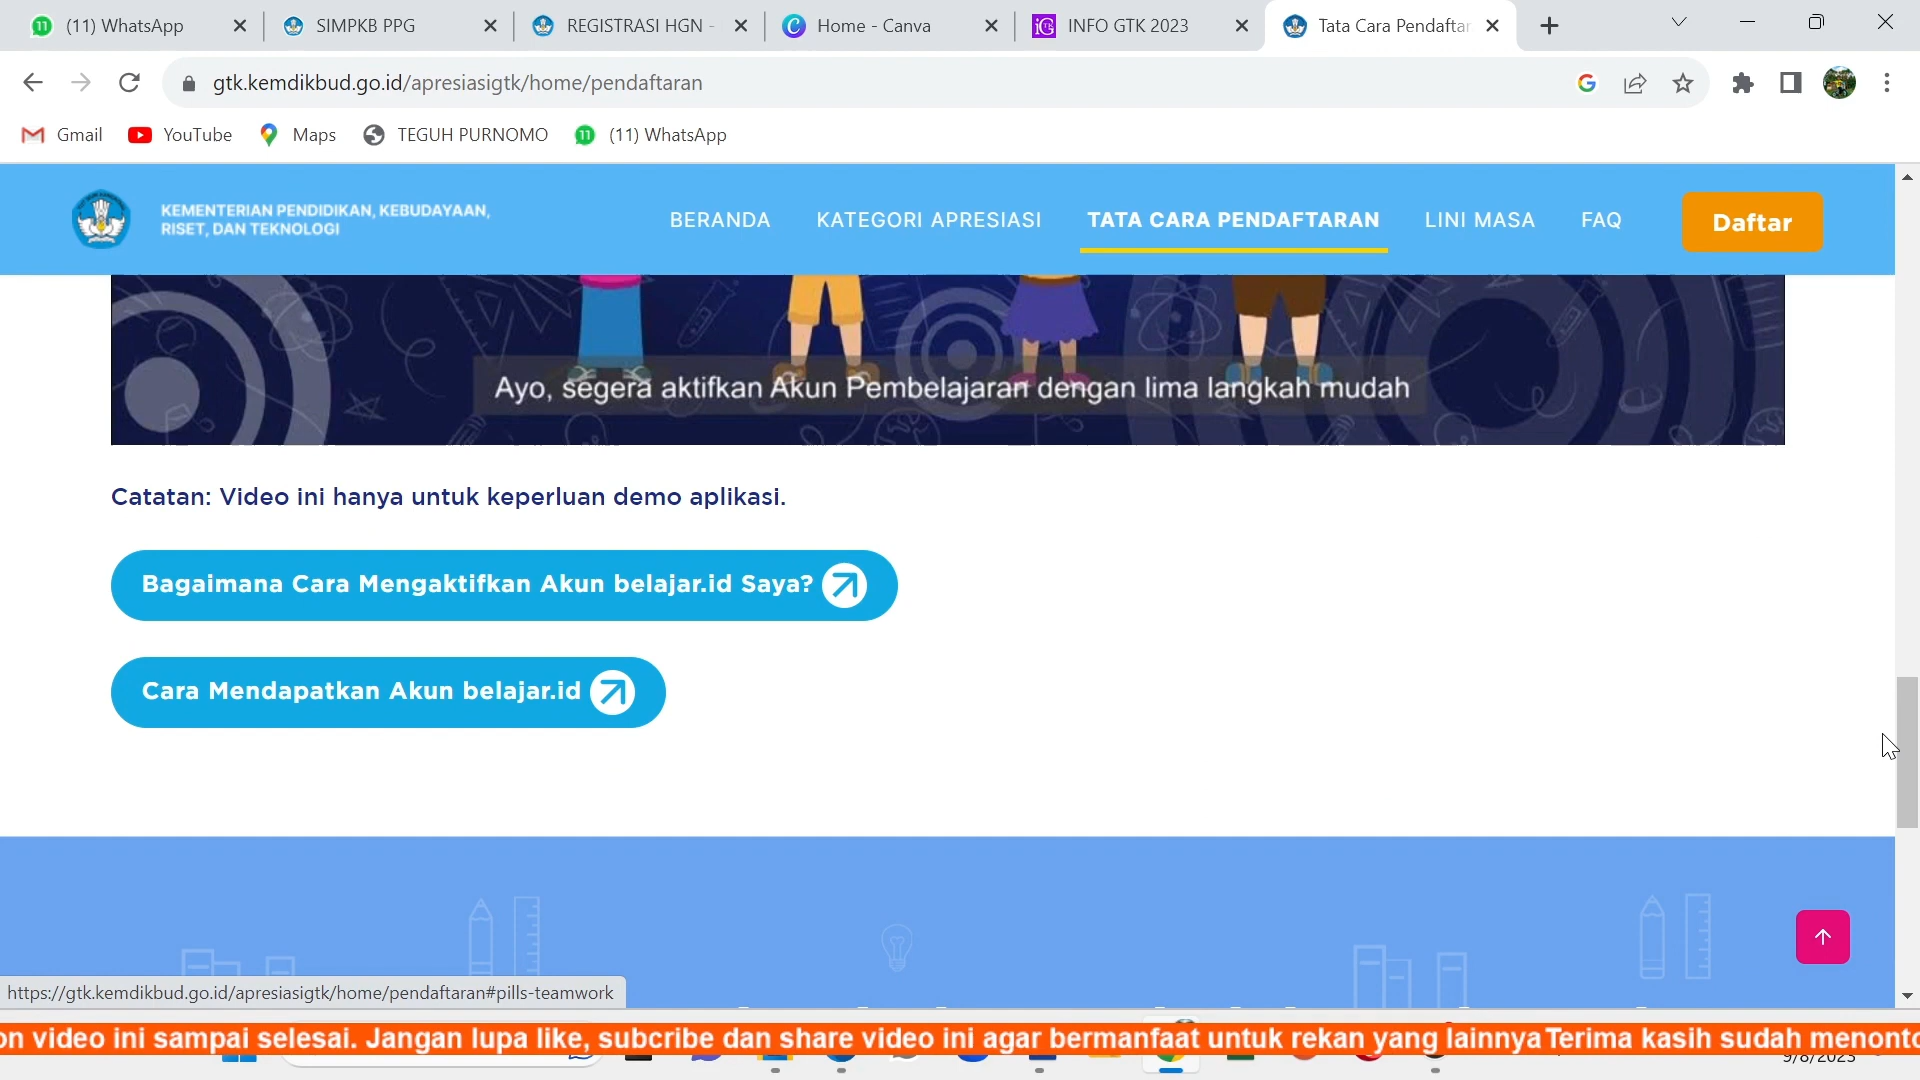 (11) WhatsApp
SIMPKB PPG
REGISTRASI HGN -
Home - Canva
INFO GTK 2023
Tata Cara Pendaftar
gtk.kemdikbud.go.id/apresiasigtk/home/pendaftaran
Gmail
YouTube
Maps
TEGUH PURNOMO
(11) WhatsApp
KEMENTERIAN PENDIDIKAN, KEBUDAYAAN,
RISET, DAN TEKNOLOGI
BERANDA
KATEGORI APRESIASI
TATA CARA PENDAFTARAN
LINI MASA
FAQ
Daftar
Ayo, segera aktifkan Akun Pembelajaran dengan lima langkah mudah
Catatan: Video ini hanya untuk keperluan demo aplikasi.
Bagaimana Cara Mengaktifkan Akun belajar.id Saya?
Cara Mendapatkan Akun belajar.id
https://gtk.kemdikbud.go.id/apresiasigtk/home/pendaftaran#pills-teamwork
on video ini sampai selesai. Jangan lupa like, subcribe dan share video ini agar bermanfaat untuk rekan yang lainnya Terima kasih sudah menonto
9/8/2023